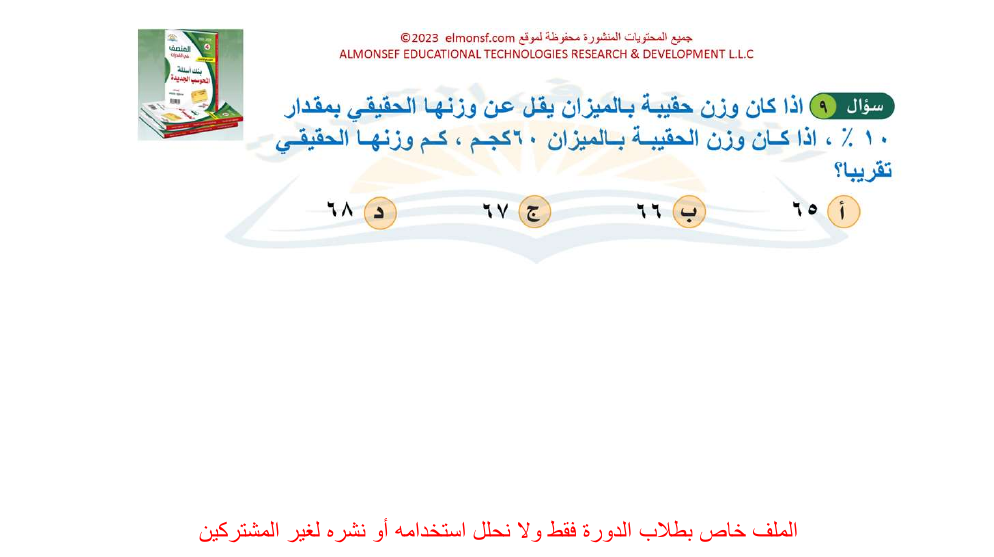 جميع المحتويات المنشورة محفوظة لموقع elmonsf.com ©2023
ALMONSEF EDUCATIONAL TECHNOLOGIES RESEARCH & DEVELOPMENT L.L.C
المنصف
بنك أسئلة
المحوسب الجديدة
سؤال ٩ اذا كان وزن حقيبة بالميزان يقل عن وزنها الحقيقي بمقدار
١٠ ٪ ، اذا كان وزن الحقيبة بالميزان ٦٠كجم ، كم وزنها الحقيقي
تقريبا؟
أ ٦٥ ب ٦٦ ج ٦٧ د ٦٨
الملف خاص بطلاب الدورة فقط ولا نحلل استخدامه أو نشره لغير المشتركين